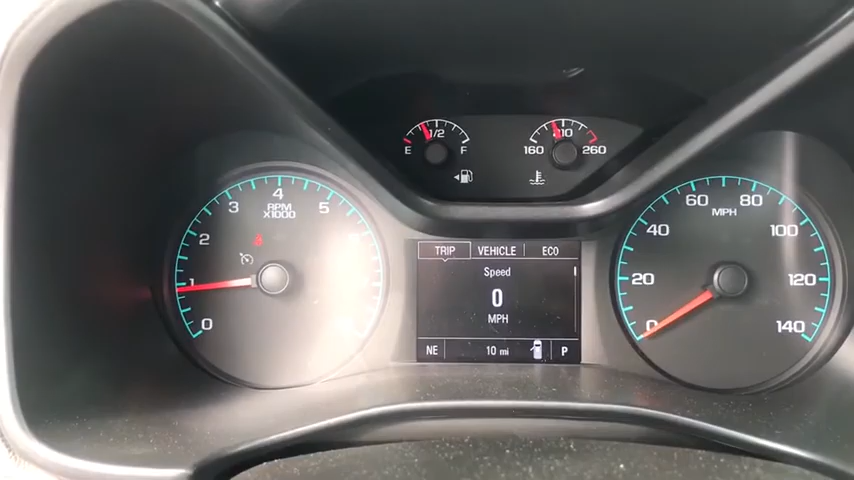 E 1/2 F
160 210 260
0 1 2 3 4 5
RPM
X1000
0 20 40 60 80 100 120 140
MPH
TRIP VEHICLE ECO
Speed
0
MPH
NE 10 mi P